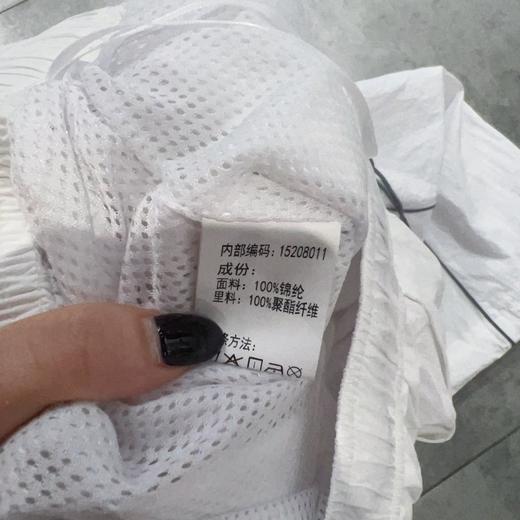 内部编码：15208011
成份：
面料：100%锦纶
里料：100%聚酯纤维
方法：